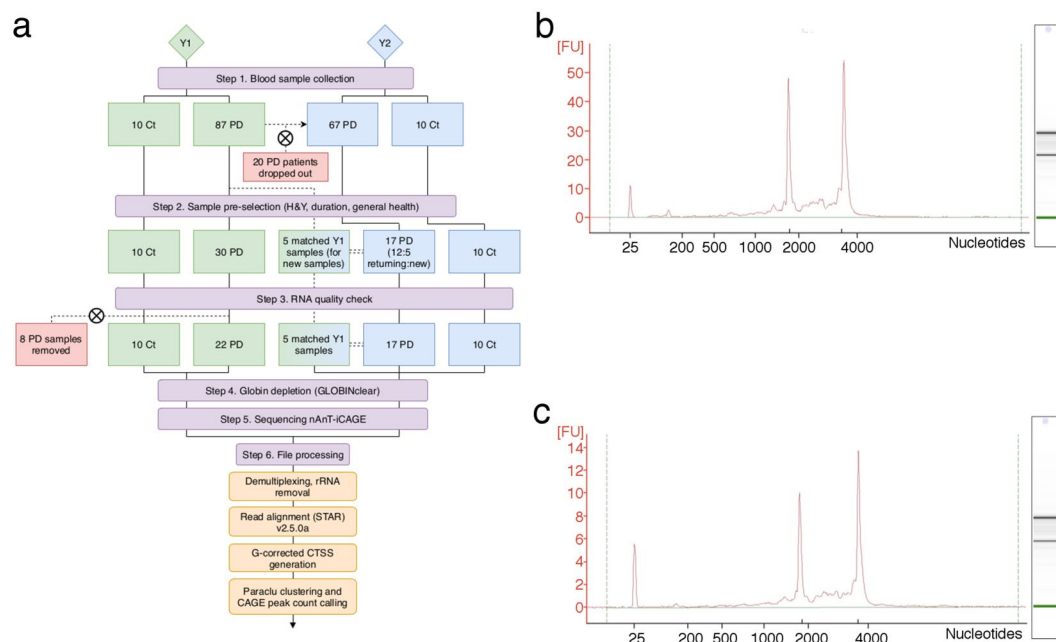 a
Y1
Y2
Step 1. Blood sample collection
10 Ct
87 PD
67 PD
10 Ct
20 PD patients
dropped out
Step 2. Sample pre-selection (H&Y, duration, general health)
10 Ct
30 PD
5 matched Y1
samples (for
new samples)
17 PD
(12:5
returning:new)
10 Ct
Step 3. RNA quality check
8 PD samples
removed
10 Ct
22 PD
5 matched Y1
samples
17 PD
10 Ct
Step 4. Globin depletion (GLOBINclear)
Step 5. Sequencing nAnT-iCAGE
Step 6. File processing
Demultiplexing, rRNA
removal
Read alignment (STAR)
v2.5.0a
G-corrected CTSS
generation
Paraclu clustering and
CAGE peak count calling
b
[FU]
50
40
30
20
10
0
25 200 500 1000 2000 4000 Nucleotides
c
[FU]
14
12
10
8
6
4
2
0
25 200 500 1000 2000 4000 Nucleotides